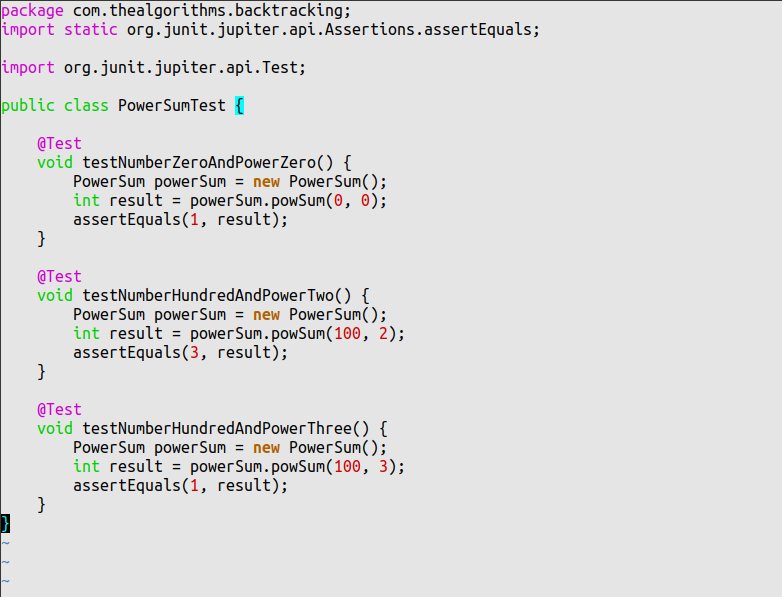 package com.thealgorithms.backtracking;
import static org.junit.jupiter.api.Assertions.assertEquals;

import org.junit.jupiter.api.Test;

public class PowerSumTest {

    @Test
    void testNumberZeroAndPowerZero() {
        PowerSum powerSum = new PowerSum();
        int result = powerSum.powSum(0, 0);
        assertEquals(1, result);
    }

    @Test
    void testNumberHundredAndPowerTwo() {
        PowerSum powerSum = new PowerSum();
        int result = powerSum.powSum(100, 2);
        assertEquals(3, result);
    }

    @Test
    void testNumberHundredAndPowerThree() {
        PowerSum powerSum = new PowerSum();
        int result = powerSum.powSum(100, 3);
        assertEquals(1, result);
    }
}
~
~
~